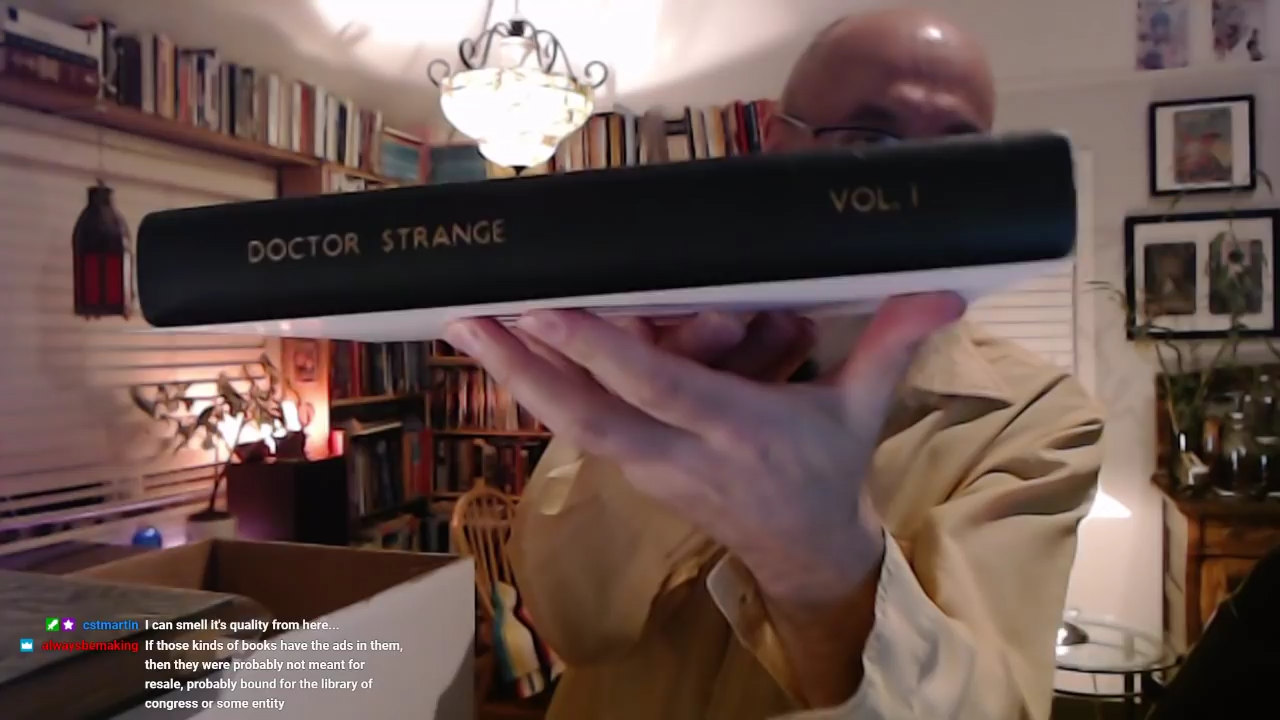 DOCTOR STRANGE VOL. 1
cstmartin I can smell it's quality from here...
alwaysbemaking If those kinds of books have the ads in them,
then they were probably not meant for
resale, probably bound for the library of
congress or some entity